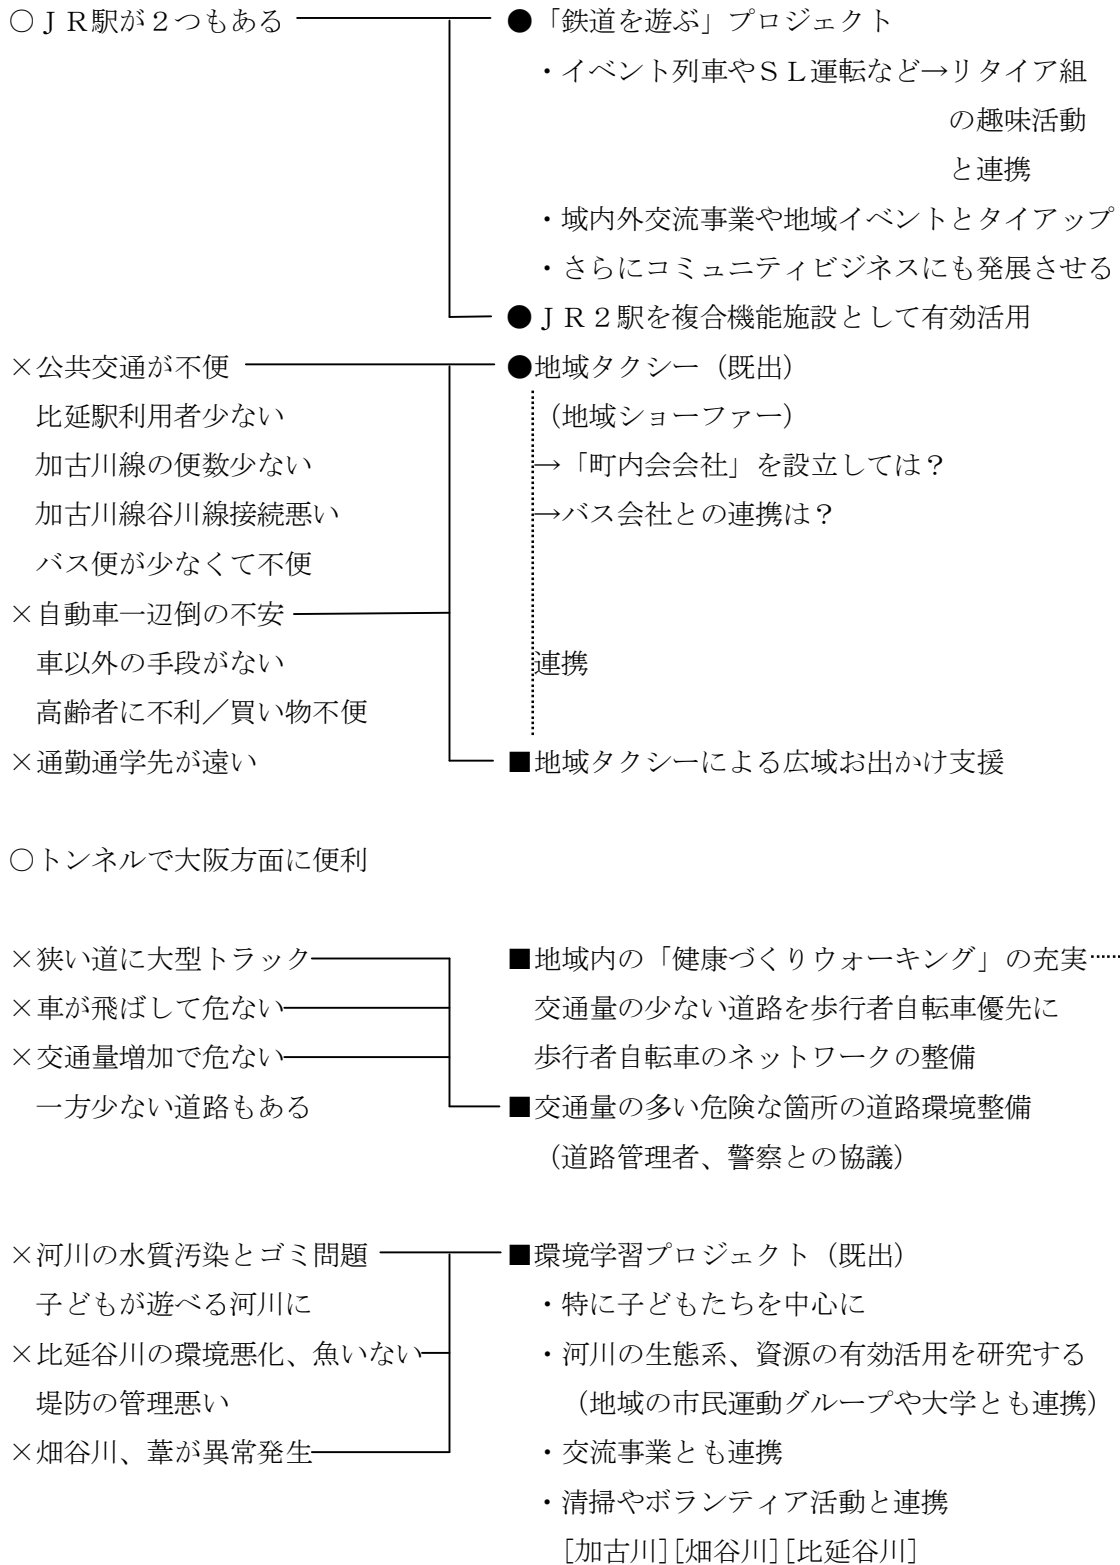 ○ＪＲ駅が２つもある ●「鉄道を遊ぶ」プロジェクト
・イベント列車やＳＬ運転など→リタイア組
の趣味活動
と連携
・域内外交流事業や地域イベントとタイアップ
・さらにコミュニティビジネスにも発展させる
●ＪＲ２駅を複合機能施設として有効活用
×公共交通が不便 ●地域タクシー（既出）
比延駅利用者少ない （地域ショーファー）
加古川線の便数少ない →「町内会会社」を設立しては？
加古川線谷川線接続悪い →バス会社との連携は？
バス便が少なくて不便
×自動車一辺倒の不安
車以外の手段がない 連携
高齢者に不利／買い物不便
×通勤通学先が遠い ■地域タクシーによる広域お出かけ支援
○トンネルで大阪方面に便利
×狭い道に大型トラック ■地域内の「健康づくりウォーキング」の充実
×車が飛ばして危ない 交通量の少ない道路を歩行者自転車優先に
×交通量増加で危ない 歩行者自転車のネットワークの整備
一方少ない道路もある ■交通量の多い危険な箇所の道路環境整備
（道路管理者、警察との協議）
×河川の水質汚染とゴミ問題 ■環境学習プロジェクト（既出）
子どもが遊べる河川に ・特に子どもたちを中心に
×比延谷川の環境悪化、魚いない ・河川の生態系、資源の有効活用を研究する
堤防の管理悪い （地域の市民運動グループや大学とも連携）
×畑谷川、葦が異常発生 ・交流事業とも連携
・清掃やボランティア活動と連携
［加古川］［畑谷川］［比延谷川］